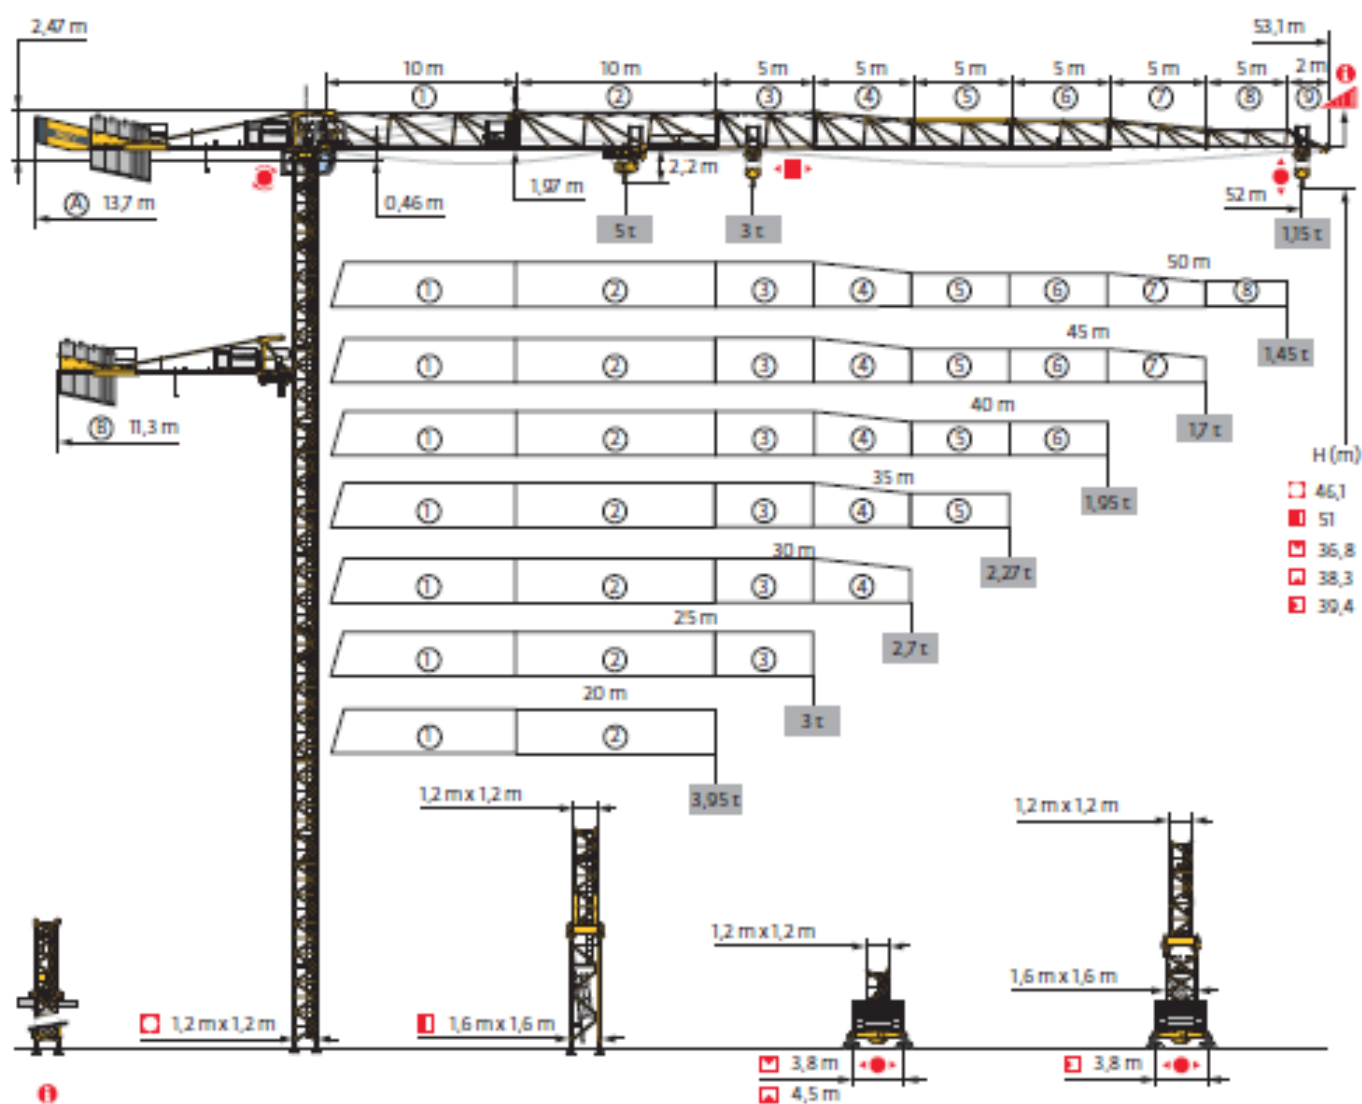 2,47 m
53,1 m
10 m
10 m
5 m
5 m
5 m
5 m
5 m
5 m
2 m
1
2
3
4
5
6
7
8
9
A 13,7 m
0,46 m
1,97 m
2,2 m
52 m
5 t
3 t
1,15 t
50 m
1
2
3
4
5
6
7
8
1,45 t
45 m
1
2
3
4
5
6
7
1,7 t
B 11,3 m
40 m
1
2
3
4
5
6
1,95 t
H (m)
46,1
51
36,8
38,3
39,4
35 m
1
2
3
4
5
2,27 t
30 m
1
2
3
4
2,7 t
25 m
1
2
3
3 t
20 m
1
2
3,95 t
1,2 m x 1,2 m
1,2 m x 1,2 m
1,2 m x 1,2 m
1,6 m x 1,6 m
1,2 m x 1,2 m
1,6 m x 1,6 m
3,8 m
4,5 m
3,8 m